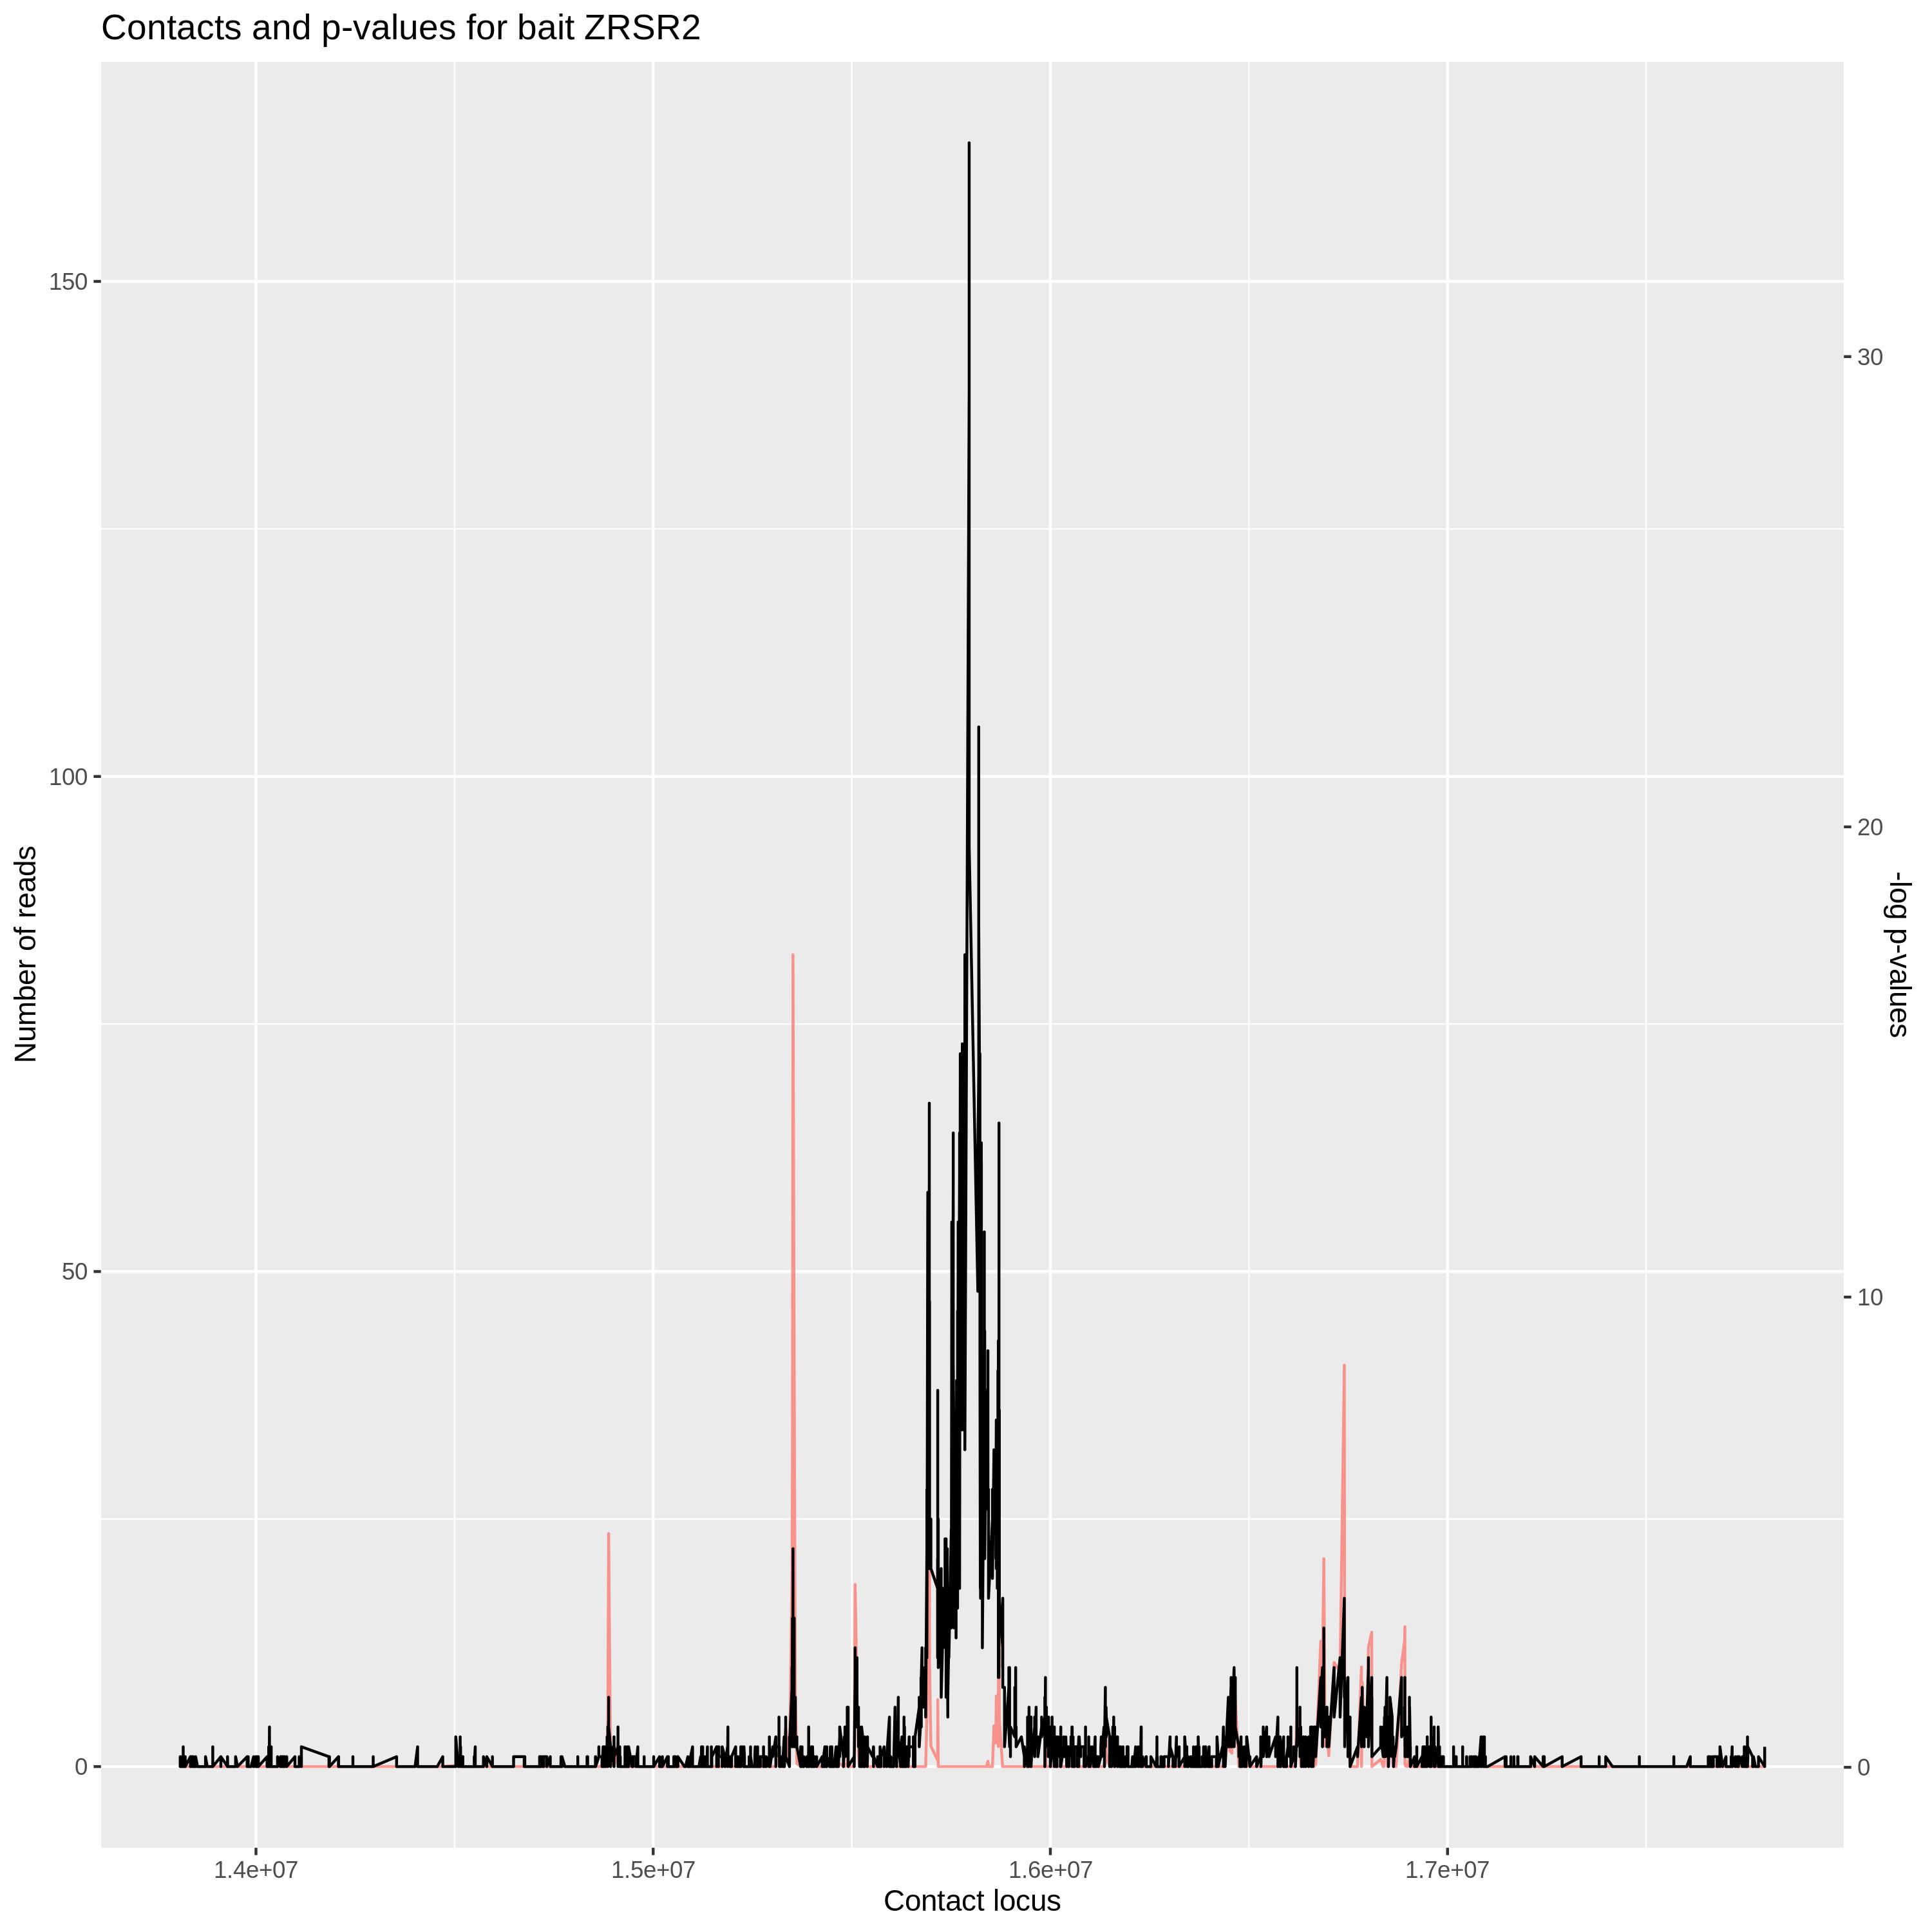 Contacts and p-values for bait ZRSR2
150
100
50
0
Number of reads
30
20
10
0
-log p-values
1.4e+07
1.5e+07
1.6e+07
1.7e+07
Contact locus